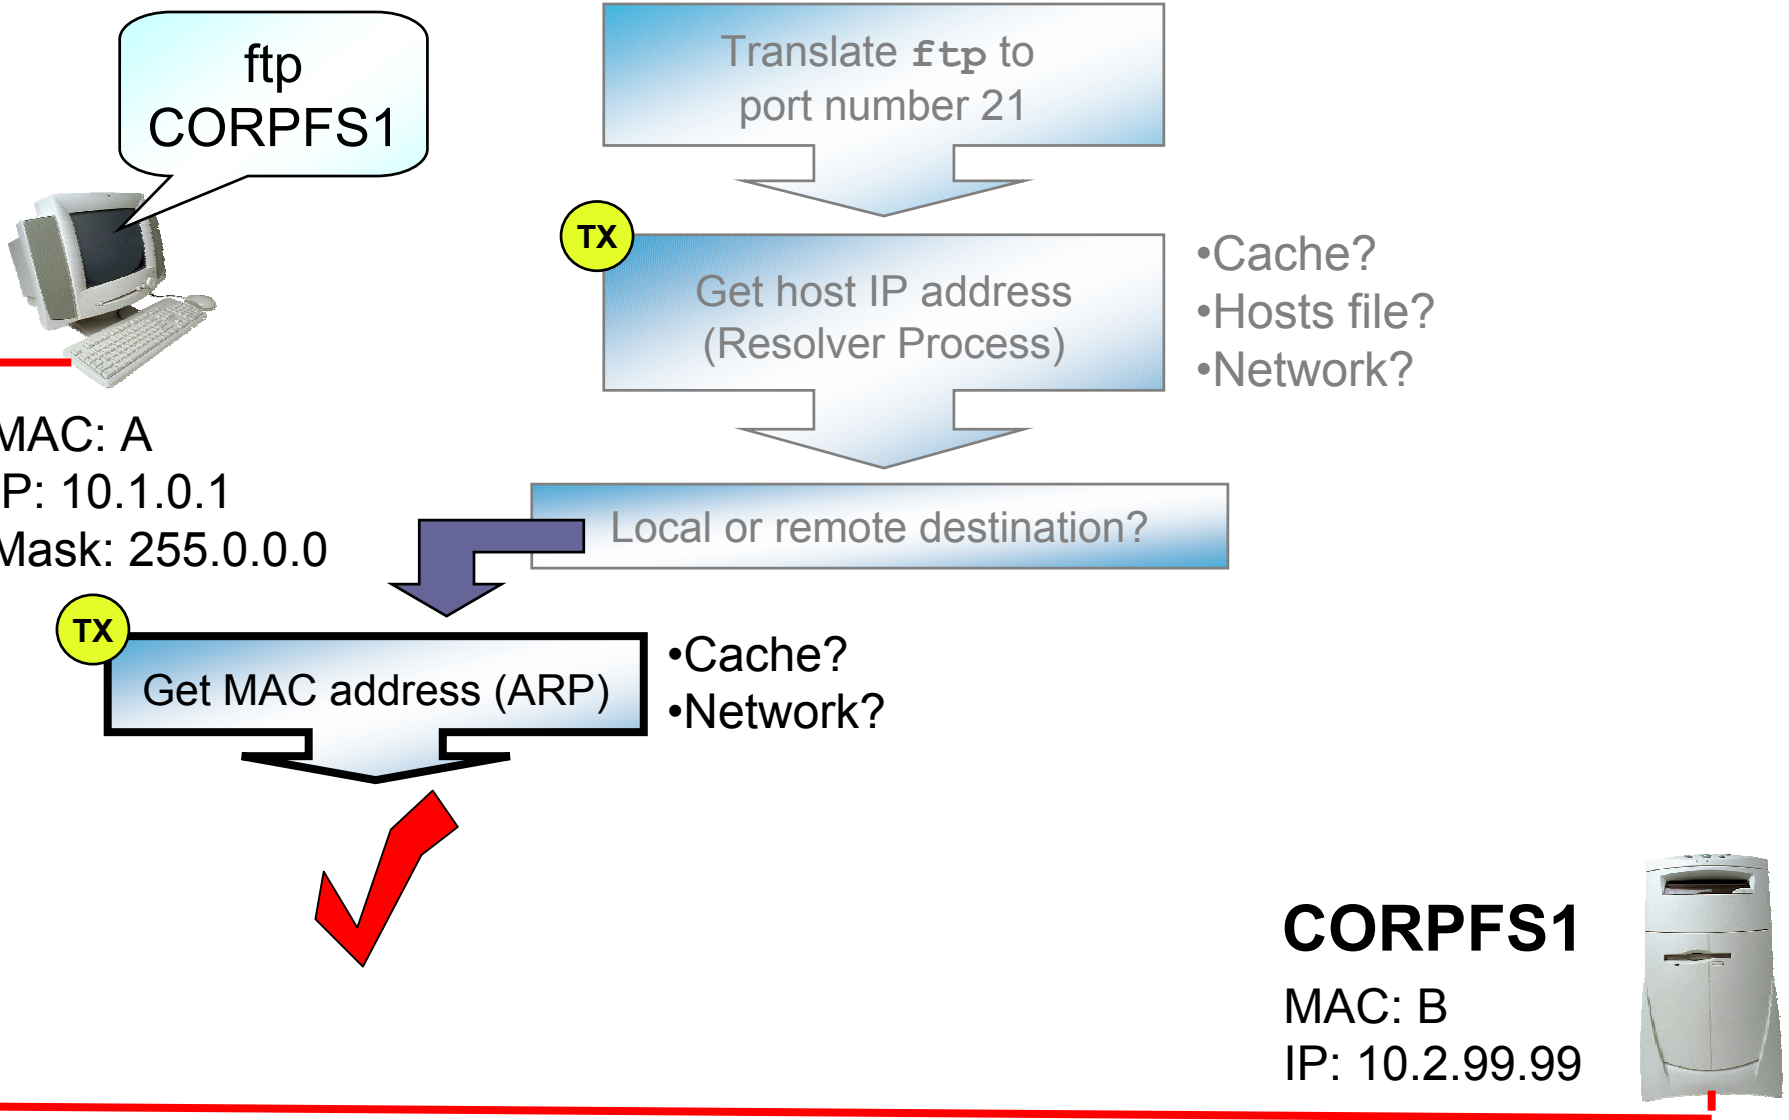 ftp
CORPFS1
Translate ftp to
port number 21
TX
Get host IP address
(Resolver Process)
•Cache?
•Hosts file?
•Network?
MAC: A
IP: 10.1.0.1
Mask: 255.0.0.0
Local or remote destination?
TX
Get MAC address (ARP)
•Cache?
•Network?
CORPFS1
MAC: B
IP: 10.2.99.99